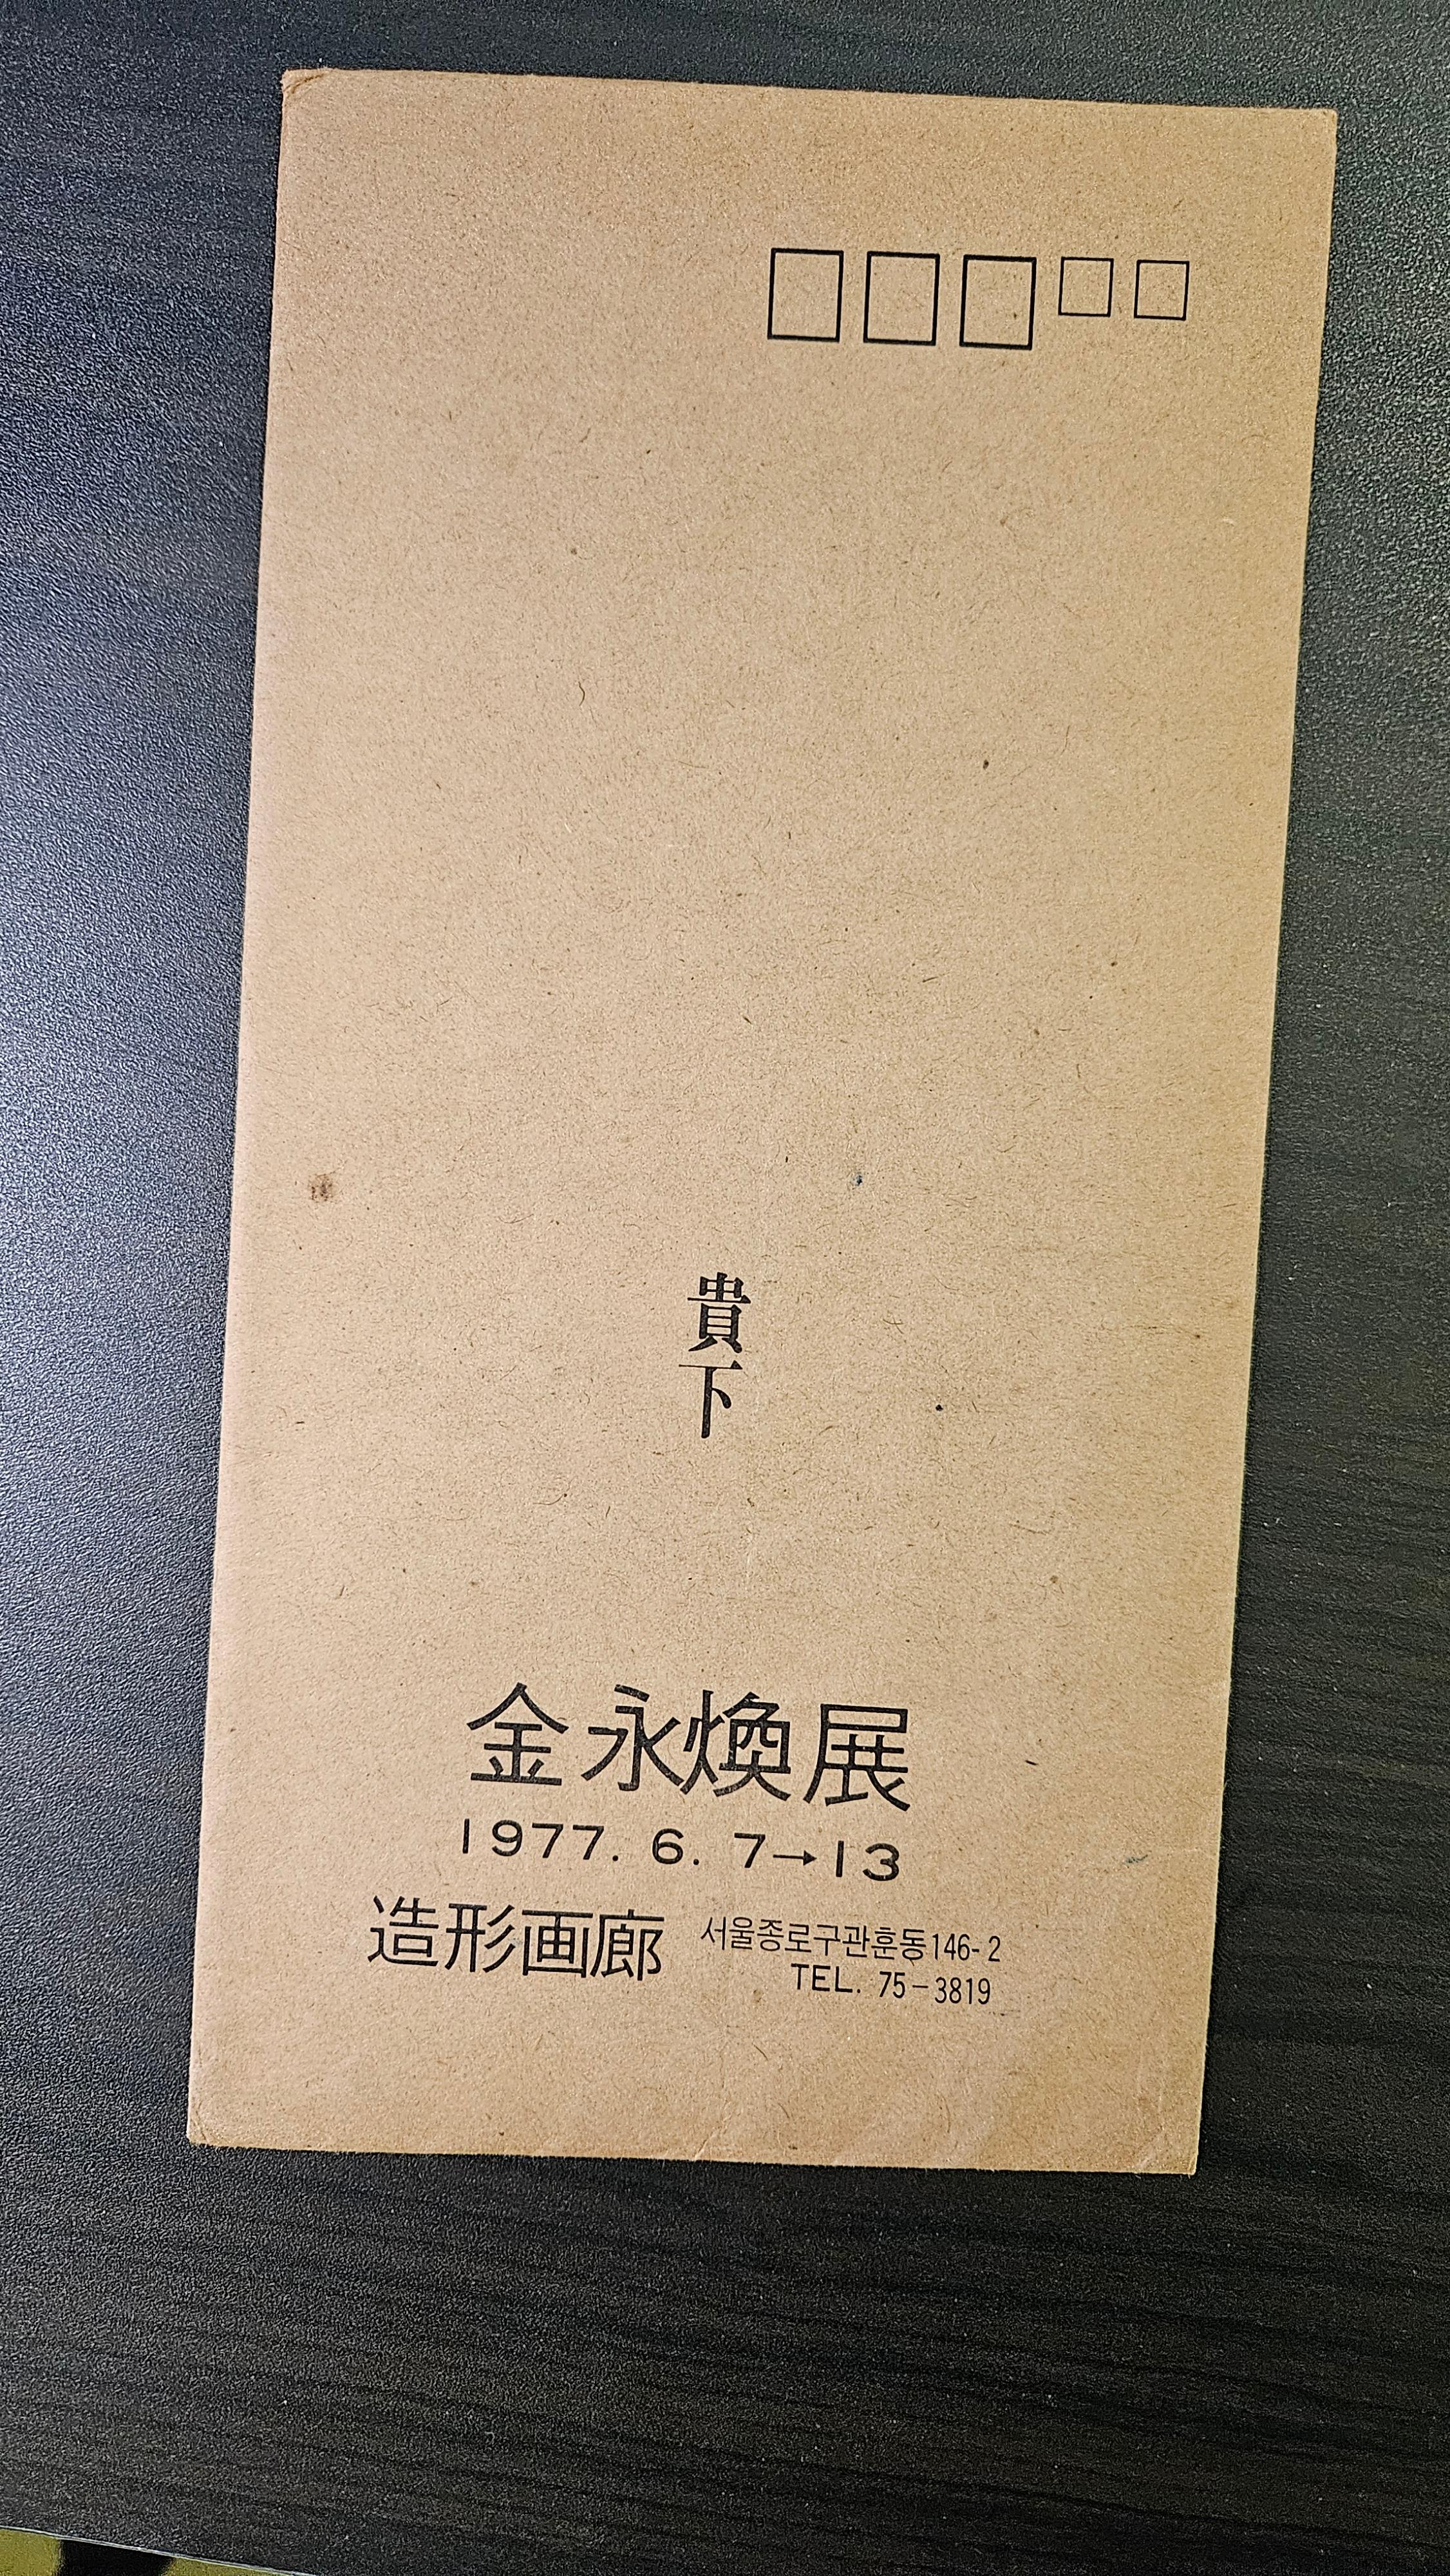 貴下
金永煥展
1977. 6. 7→13
造形画廊
서울종로구관훈동146-2
TEL. 75-3819